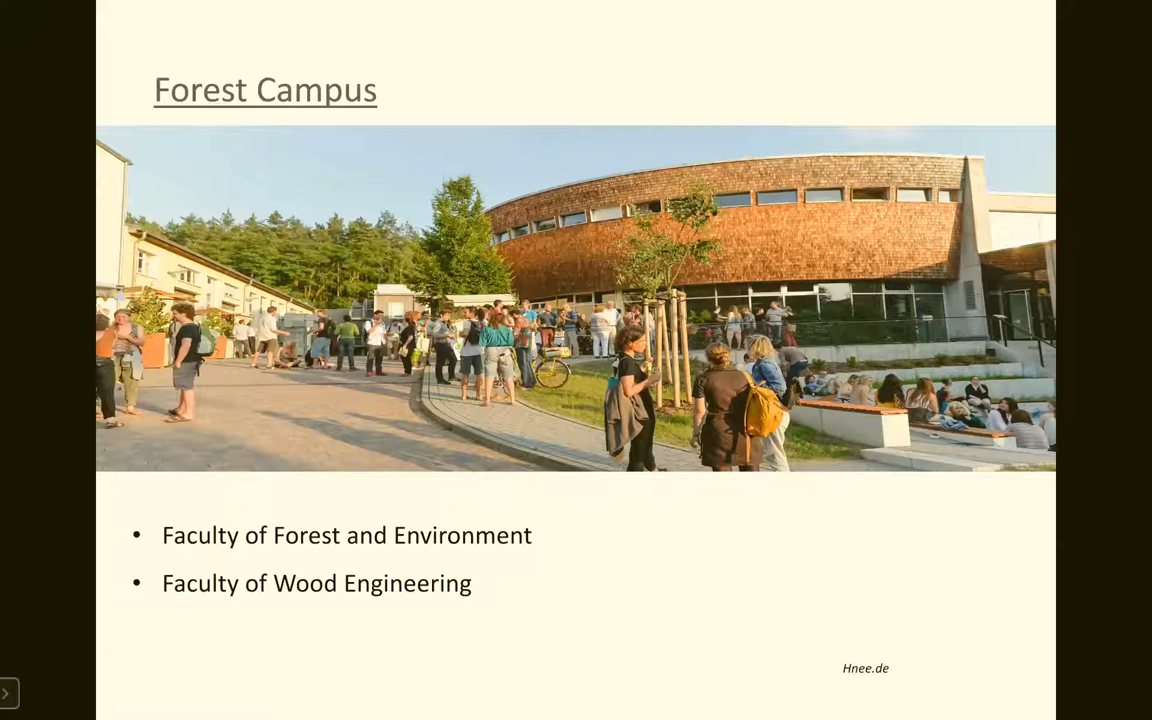 Forest Campus
• Faculty of Forest and Environment
• Faculty of Wood Engineering
Hnee.de